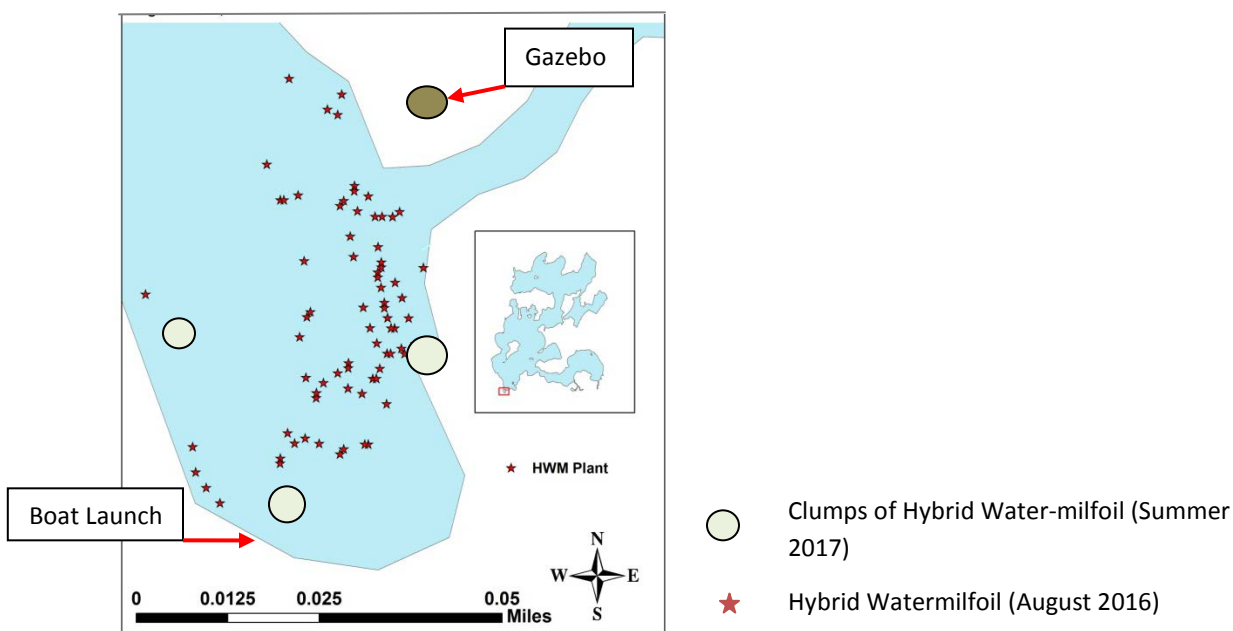 Gazebo
HWM Plant
Boat Launch
N
W E
S
0 0.0125 0.025 0.05
Miles
Clumps of Hybrid Water-milfoil (Summer
2017)
Hybrid Watermilfoil (August 2016)